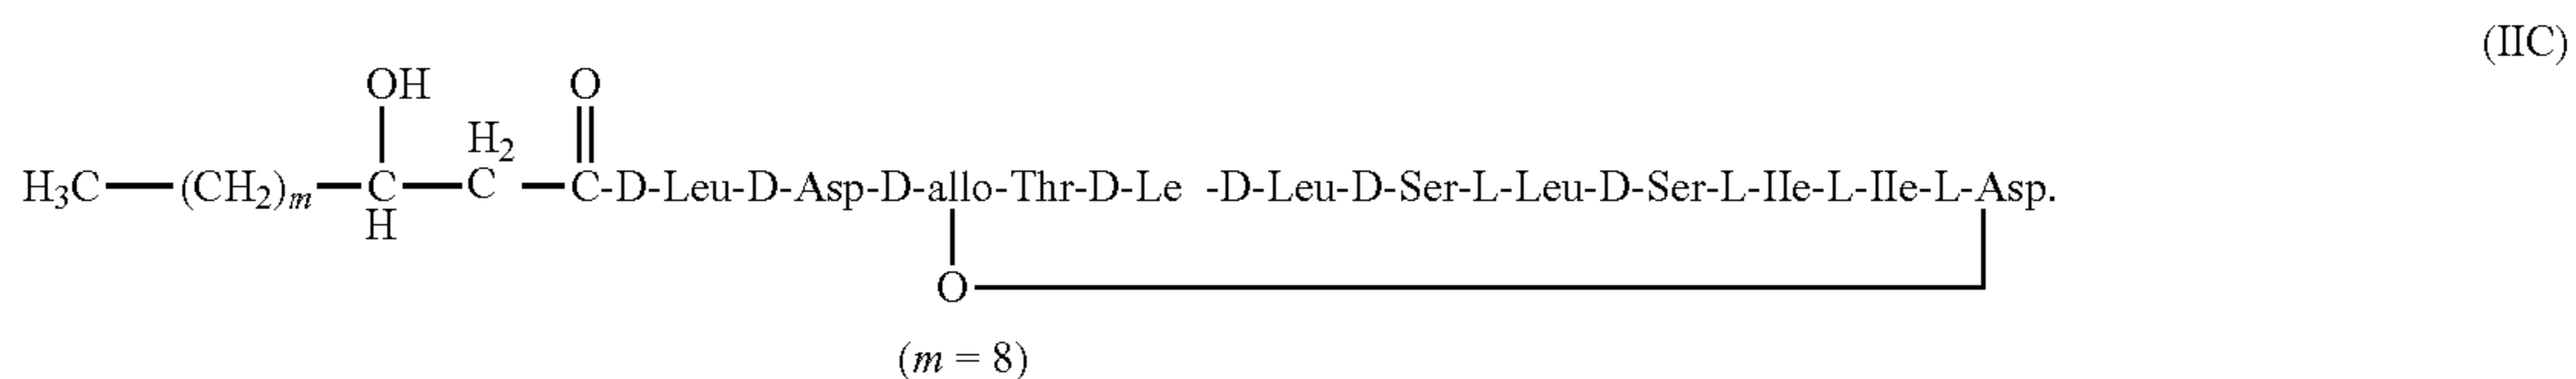 (IIC)
OH O
H₂
H₃C—(CH₂)ₘ—C—C—C-D-Leu-D-Asp-D-allo-Thr-D-Le -D-Leu-D-Ser-L-Leu-D-Ser-L-IIe-L-IIe-L-Asp.
H
O
(m = 8)